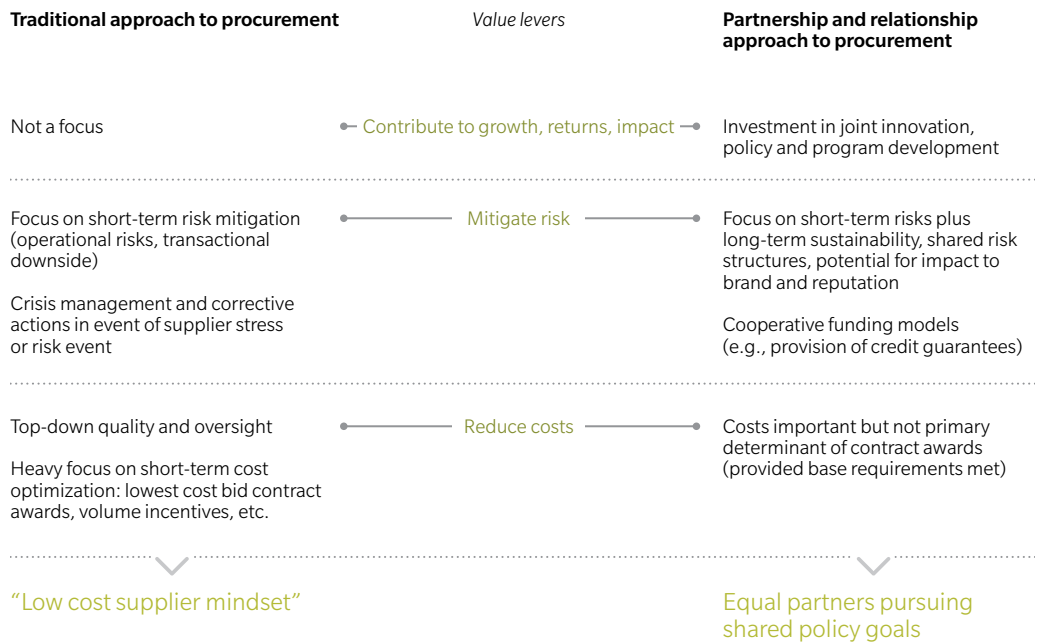 Traditional approach to procurement
Value levers
Partnership and relationship
approach to procurement
Not a focus
Contribute to growth, returns, impact
Investment in joint innovation,
policy and program development
Focus on short-term risk mitigation
(operational risks, transactional
downside)
Crisis management and corrective
actions in event of supplier stress
or risk event
Mitigate risk
Focus on short-term risks plus
long-term sustainability, shared risk
structures, potential for impact to
brand and reputation
Cooperative funding models
(e.g., provision of credit guarantees)
Top-down quality and oversight
Heavy focus on short-term cost
optimization: lowest cost bid contract
awards, volume incentives, etc.
Reduce costs
Costs important but not primary
determinant of contract awards
(provided base requirements met)
“Low cost supplier mindset”
Equal partners pursuing
shared policy goals